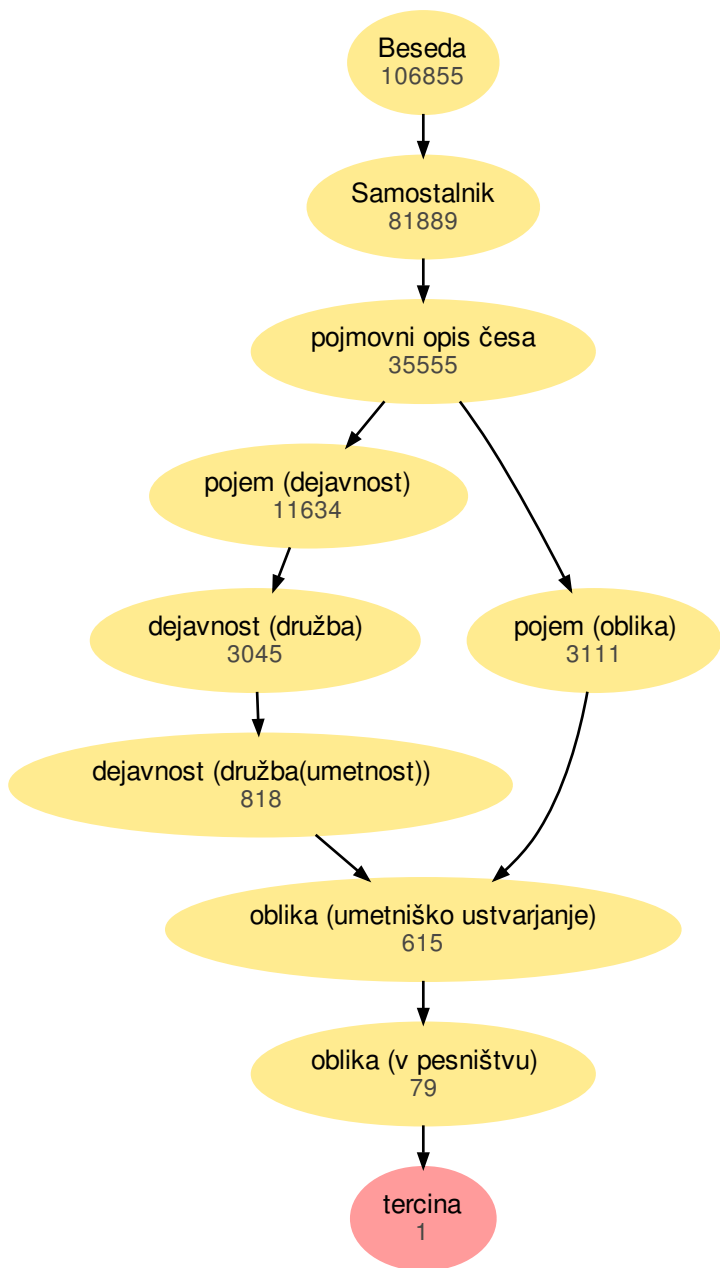 Beseda
106855
Samostalnik
81889
pojmovni opis česa
35555
pojem (dejavnost)
11634
dejavnost (družba)
3045
pojem (oblika)
3111
dejavnost (družba(umetnost))
818
oblika (umetniško ustvarjanje)
615
oblika (v pesništvu)
79
tercina
1